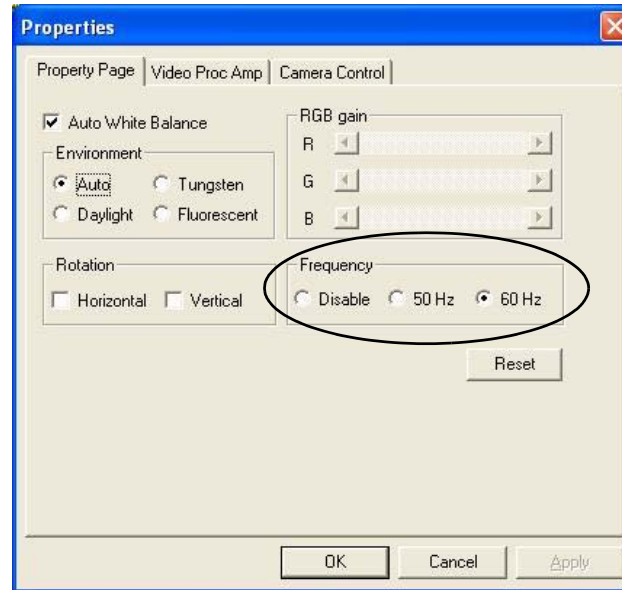 Properties
Property Page Video Proc Amp Camera Control
Auto White Balance
Environment
Auto Tungsten
Daylight Fluorescent
RGB gain
R
G
B
Rotation
Horizontal Vertical
Frequency
Disable 50 Hz 60 Hz
Reset
OK Cancel Apply